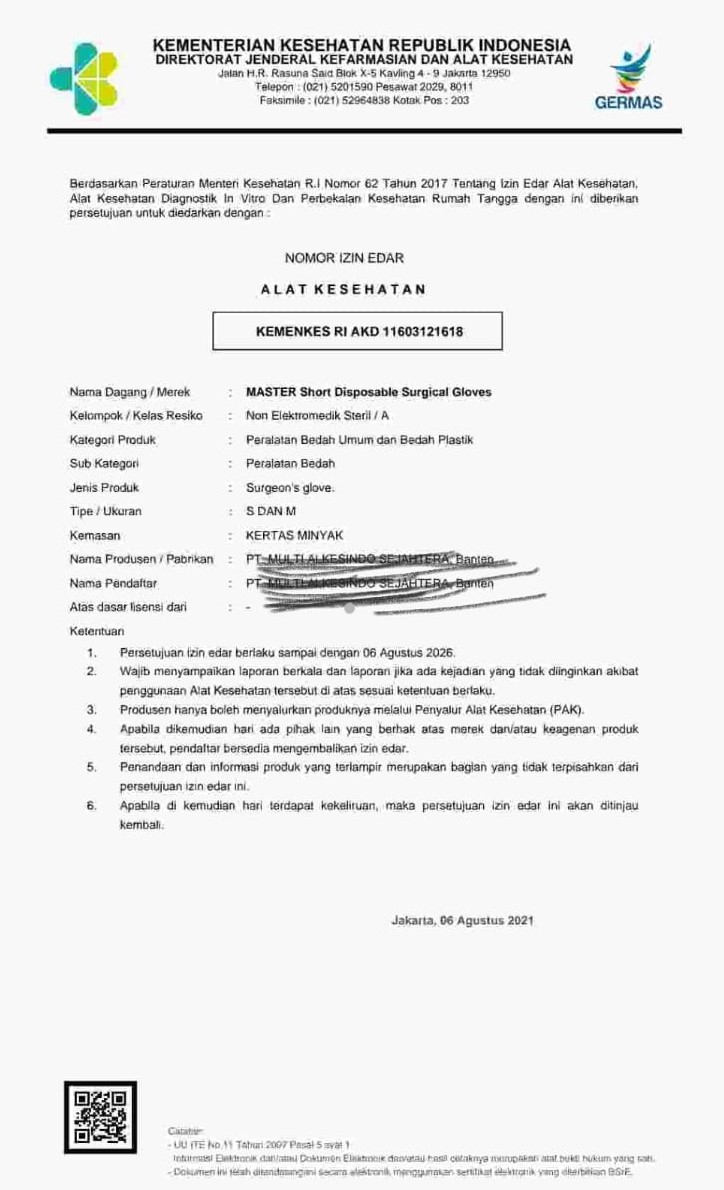 KEMENTERIAN KESEHATAN REPUBLIK INDONESIA
DIREKTORAT JENDERAL KEFARMASIAN DAN ALAT KESEHATAN
Jalan H.R. Rasuna Said Blok X-5 Kavling 4 - 9 Jakarta 12950
Telepon : (021) 5201590 Pesawat 2029, 8011
Faksimile : (021) 52964838 Kotak Pos : 203
GERMAS
Berdasarkan Peraturan Menteri Kesehatan R.I Nomor 62 Tahun 2017 Tentang Izin Edar Alat Kesehatan,
Alat Kesehatan Diagnostik In Vitro Dan Perbekalan Kesehatan Rumah Tangga dengan ini diberikan
persetujuan untuk diedarkan dengan :
NOMOR IZIN EDAR
ALAT KESEHATAN
KEMENKES RI AKD 11603121618
Nama Dagang / Merek : MASTER Short Disposable Surgical Gloves
Kelompok / Kelas Resiko : Non Elektromedik Steril / A
Kategori Produk : Peralatan Bedah Umum dan Bedah Plastik
Sub Kategori : Peralatan Bedah
Jenis Produk : Surgeon's glove.
Tipe / Ukuran : S DAN M
Kemasan : KERTAS MINYAK
Nama Produsen / Pabrikan : PT. MULTI ALKESINDO SEJAHTERA, Banten
Nama Pendaftar : PT. MULTI ALKESINDO SEJAHTERA, Banten
Atas dasar lisensi dari : -
Ketentuan
1. Persetujuan izin edar berlaku sampai dengan 06 Agustus 2026.
2. Wajib menyampaikan laporan berkala dan laporan jika ada kejadian yang tidak diinginkan akibat
penggunaan Alat Kesehatan tersebut di atas sesuai ketentuan berlaku.
3. Produsen hanya boleh menyalurkan produknya melalui Penyalur Alat Kesehatan (PAK).
4. Apabila dikemudian hari ada pihak lain yang berhak atas merek dan/atau keagenan produk
tersebut, pendaftar bersedia mengembalikan izin edar.
5. Penandaan dan informasi produk yang terlampir merupakan bagian yang tidak terpisahkan dari
persetujuan izin edar ini.
6. Apabila di kemudian hari terdapat kekeliruan, maka persetujuan izin edar ini akan ditinjau
kembali.
Jakarta, 06 Agustus 2021
Catatan:
- UU ITE No.11 Tahun 2007 Pasal 5 ayat 1
Informasi Elektronik dan/atau Dokumen Elektronik dan/atau hasil cetaknya merupakan alat bukti hukum yang sah.
- Dokumen ini telah ditandatangani secara elektronik menggunakan sertifikat elektronik yang diterbitkan BSrE.